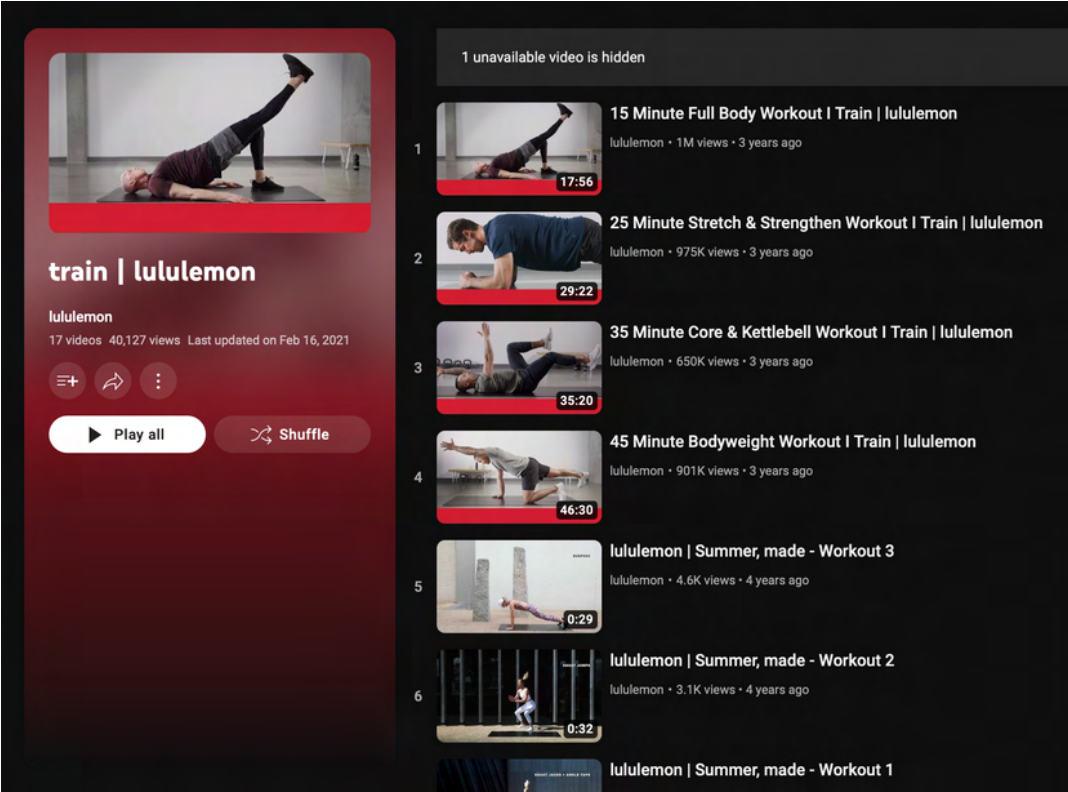 train | lululemon
lululemon
17 videos 40,127 views Last updated on Feb 16, 2021
Play all
Shuffle
1 unavailable video is hidden
1
17:56
15 Minute Full Body Workout I Train | lululemon
lululemon • 1M views • 3 years ago
2
29:22
25 Minute Stretch & Strengthen Workout I Train | lululemon
lululemon • 975K views • 3 years ago
3
35:20
35 Minute Core & Kettlebell Workout I Train | lululemon
lululemon • 650K views • 3 years ago
4
46:30
45 Minute Bodyweight Workout I Train | lululemon
lululemon • 901K views • 3 years ago
5
0:29
lululemon | Summer, made - Workout 3
lululemon • 4.6K views • 4 years ago
6
0:32
lululemon | Summer, made - Workout 2
lululemon • 3.1K views • 4 years ago
lululemon | Summer, made - Workout 1